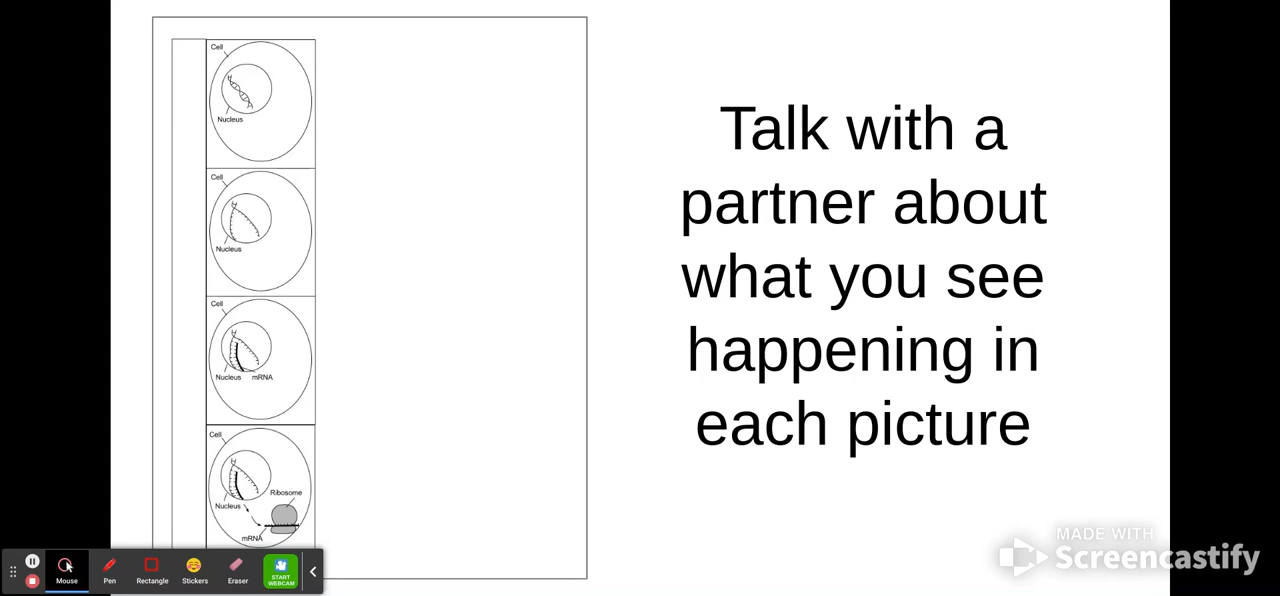 Cell
Nucleus
Cell
Nucleus
Cell
Nucleus mRNA
Cell
Ribosome
Nucleus
mRNA
Talk with a
partner about
what you see
happening in
each picture
Mouse
Pen
Rectangle
Stickers
Eraser
START
WEBCAM
MADE WITH
Screencastify